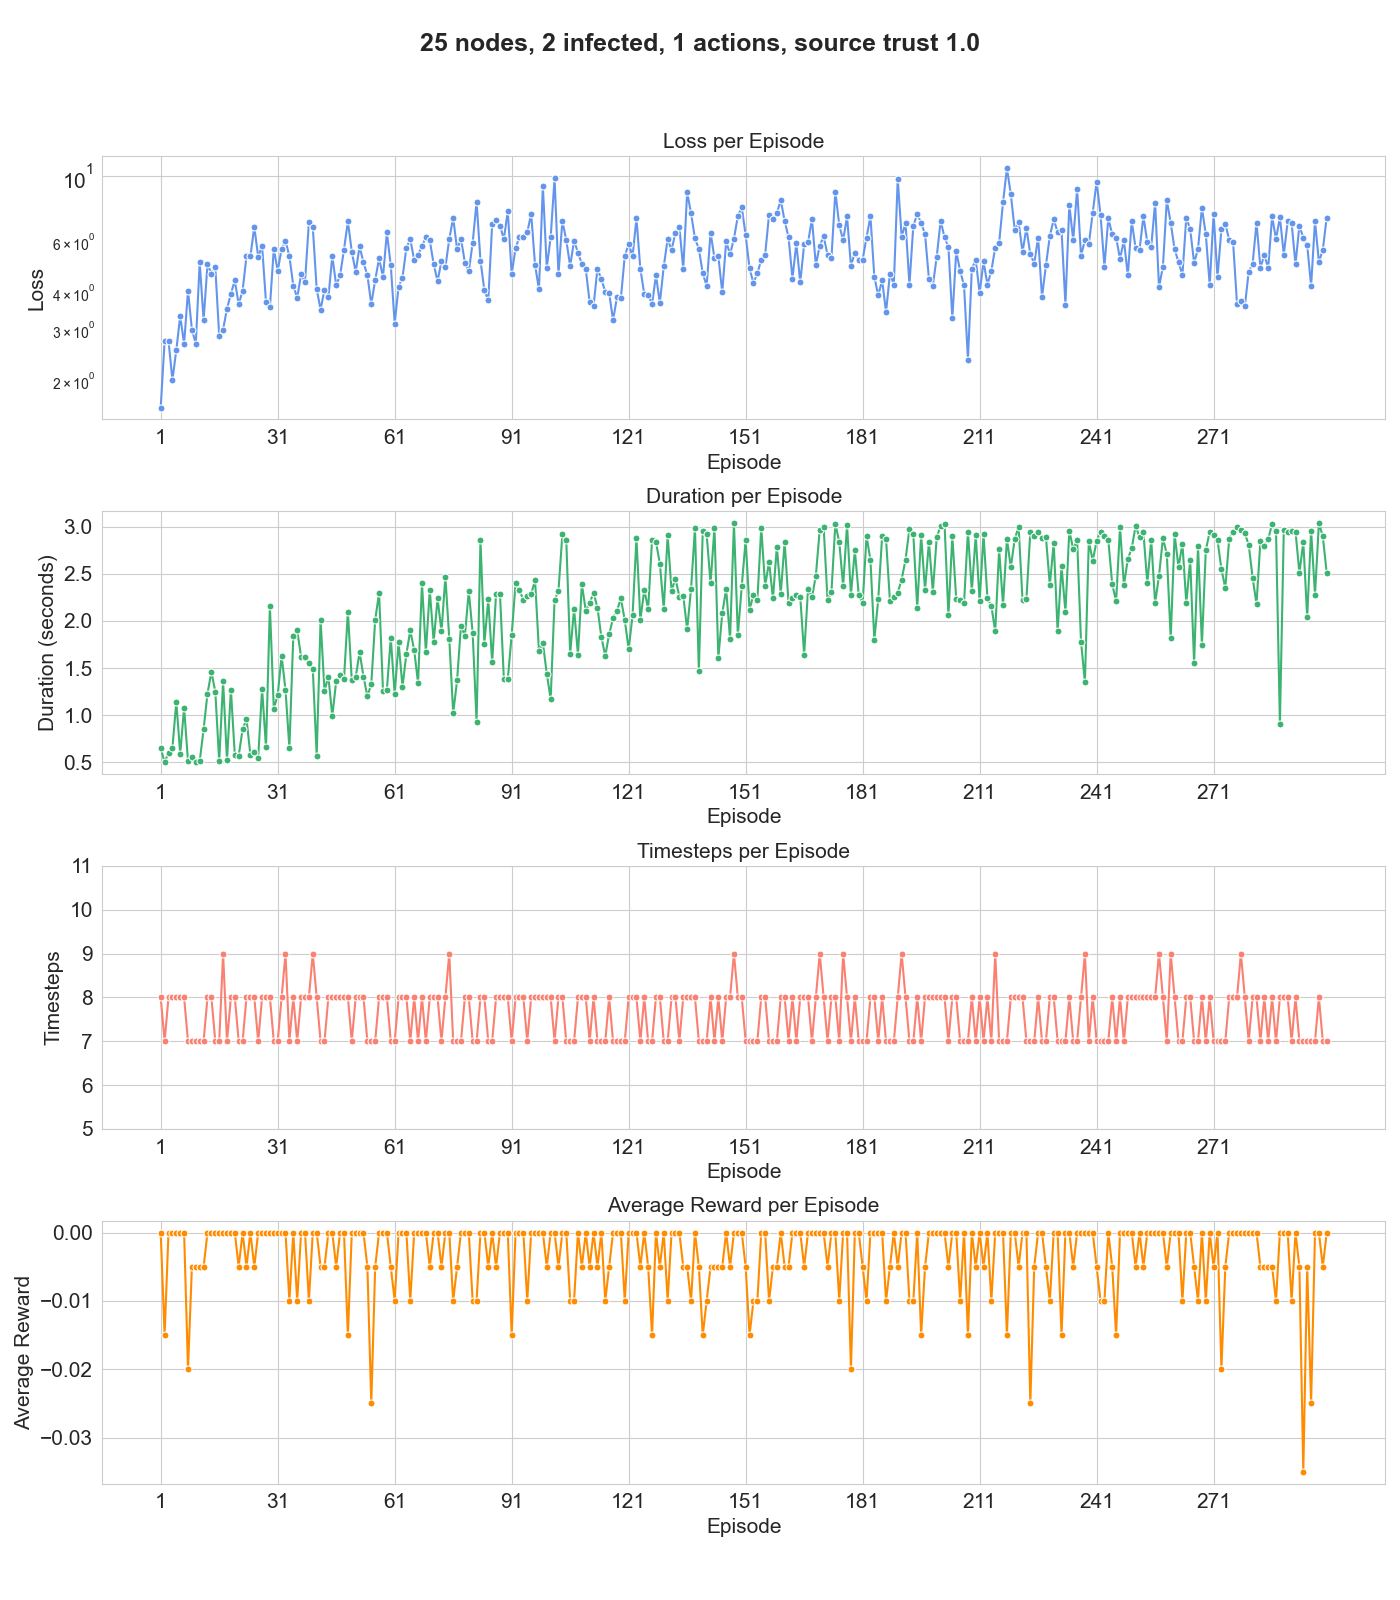 25 nodes, 2 infected, 1 actions, source trust 1.0
Loss per Episode
Loss
10¹
6 × 10⁰
4 × 10⁰
3 × 10⁰
2 × 10⁰
1 31 61 91 121 151 181 211 241 271
Episode
Duration per Episode
Duration (seconds)
3.0
2.5
2.0
1.5
1.0
0.5
1 31 61 91 121 151 181 211 241 271
Episode
Timesteps per Episode
Timesteps
11
10
9
8
7
6
5
1 31 61 91 121 151 181 211 241 271
Episode
Average Reward per Episode
Average Reward
0.00
−0.01
−0.02
−0.03
1 31 61 91 121 151 181 211 241 271
Episode